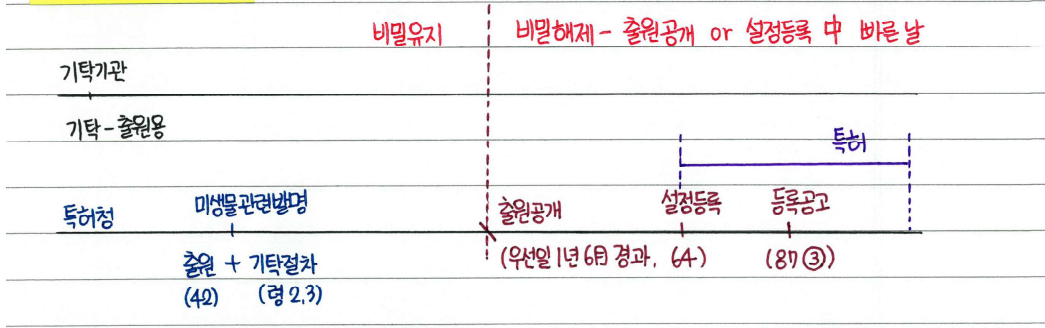 비밀유지 비밀해제 - 출원공개 or 설정등록 中 빠른 날
기탁기관
기탁 - 출원용
특허
특허청 미생물관련발명 출원공개 설정등록 등록공고
출원 + 기탁절차 (우선일 1년 6月 경과, 64) (87③)
(42) (령 2,3)